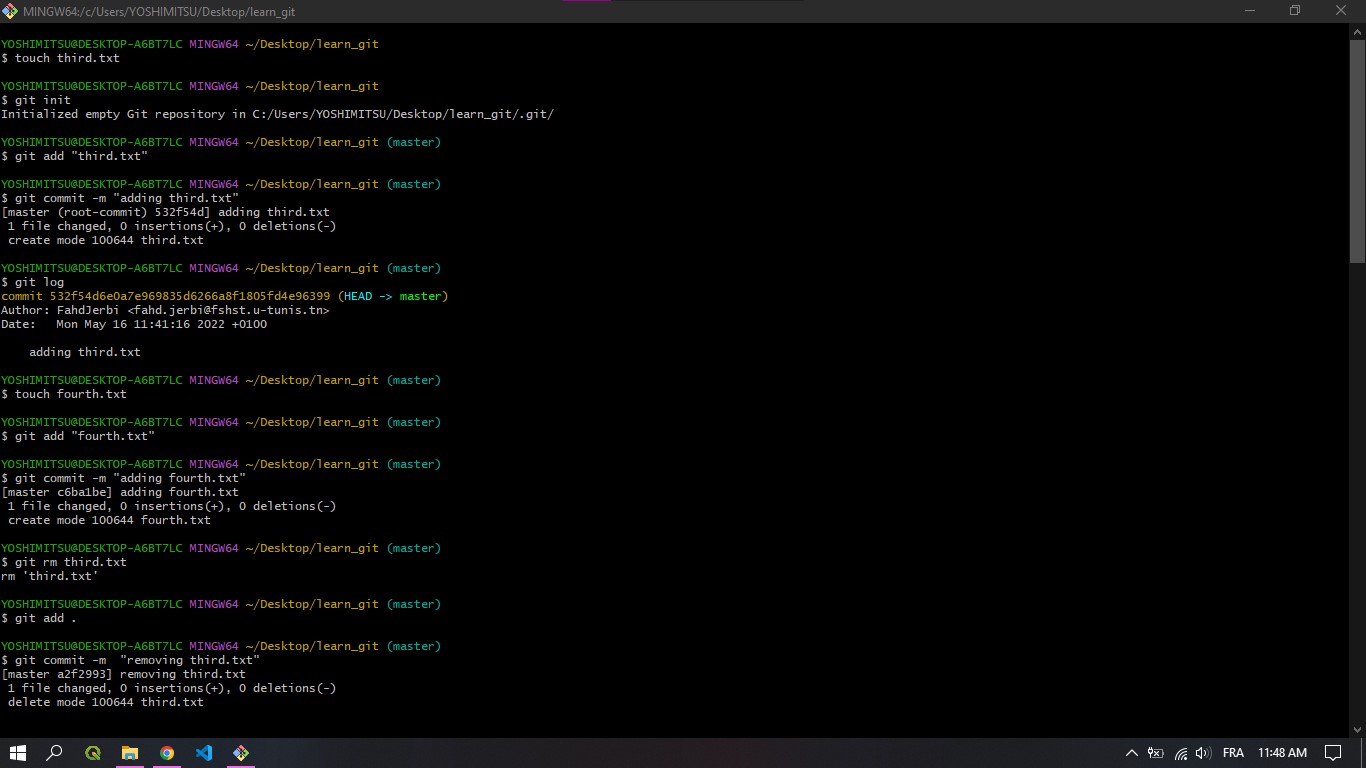 MINGW64:/c/Users/YOSHIMITSU/Desktop/learn_git
YOSHIMITSU@DESKTOP-A6BT7LC MINGW64 ~/Desktop/learn_git
$ touch third.txt
YOSHIMITSU@DESKTOP-A6BT7LC MINGW64 ~/Desktop/learn_git
$ git init
Initialized empty Git repository in C:/Users/YOSHIMITSU/Desktop/learn_git/.git/
YOSHIMITSU@DESKTOP-A6BT7LC MINGW64 ~/Desktop/learn_git (master)
$ git add "third.txt"
YOSHIMITSU@DESKTOP-A6BT7LC MINGW64 ~/Desktop/learn_git (master)
$ git commit -m "adding third.txt"
[master (root-commit) 532f54d] adding third.txt
 1 file changed, 0 insertions(+), 0 deletions(-)
 create mode 100644 third.txt
YOSHIMITSU@DESKTOP-A6BT7LC MINGW64 ~/Desktop/learn_git (master)
$ git log
commit 532f54d6e0a7e969835d6266a8f1805fd4e96399 (HEAD -> master)
Author: FahdJerbi <fahd.jerbi@fshst.u-tunis.tn>
Date:   Mon May 16 11:41:16 2022 +0100
    adding third.txt
YOSHIMITSU@DESKTOP-A6BT7LC MINGW64 ~/Desktop/learn_git (master)
$ touch fourth.txt
YOSHIMITSU@DESKTOP-A6BT7LC MINGW64 ~/Desktop/learn_git (master)
$ git add "fourth.txt"
YOSHIMITSU@DESKTOP-A6BT7LC MINGW64 ~/Desktop/learn_git (master)
$ git commit -m "adding fourth.txt"
[master c6ba1be] adding fourth.txt
 1 file changed, 0 insertions(+), 0 deletions(-)
 create mode 100644 fourth.txt
YOSHIMITSU@DESKTOP-A6BT7LC MINGW64 ~/Desktop/learn_git (master)
$ git rm third.txt
rm 'third.txt'
YOSHIMITSU@DESKTOP-A6BT7LC MINGW64 ~/Desktop/learn_git (master)
$ git add .
YOSHIMITSU@DESKTOP-A6BT7LC MINGW64 ~/Desktop/learn_git (master)
$ git commit -m  "removing third.txt"
[master a2f2993] removing third.txt
 1 file changed, 0 insertions(+), 0 deletions(-)
 delete mode 100644 third.txt
FRA 11:48 AM